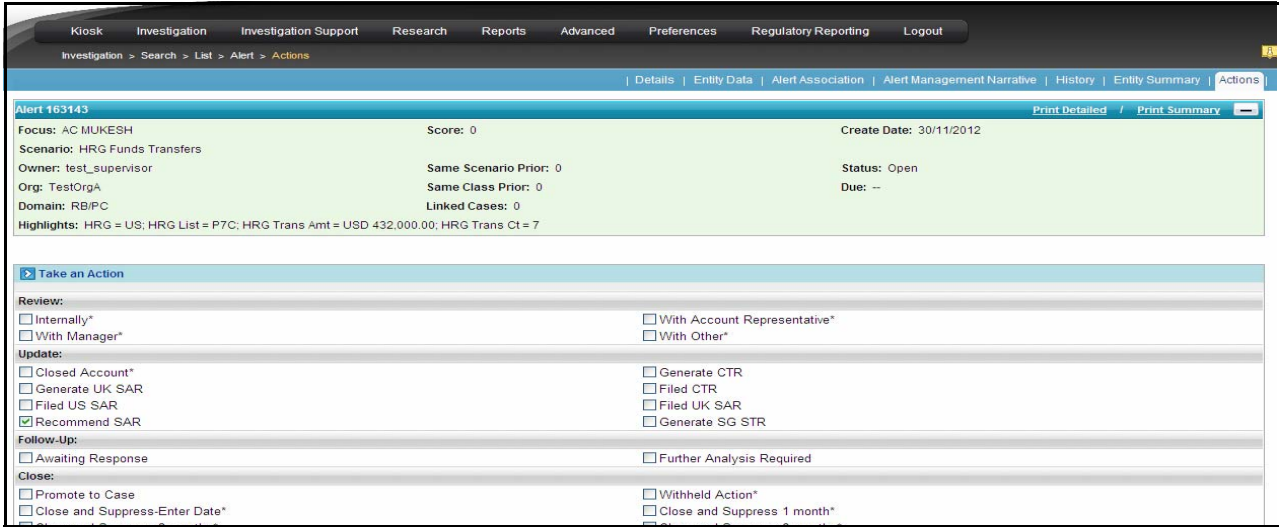 Kiosk Investigation Investigation Support Research Reports Advanced Preferences Regulatory Reporting Logout
Investigation > Search > List > Alert > Actions
| Details | Entity Data | Alert Association | Alert Management Narrative | History | Entity Summary | Actions |
Alert 163143 Print Detailed / Print Summary
Focus: AC MUKESH Score: 0 Create Date: 30/11/2012
Scenario: HRG Funds Transfers
Owner: test_supervisor Same Scenario Prior: 0 Status: Open
Org: TestOrgA Same Class Prior: 0 Due: --
Domain: RB/PC Linked Cases: 0
Highlights: HRG = US; HRG List = P7C; HRG Trans Amt = USD 432,000.00; HRG Trans Ct = 7
Take an Action
Review:
Internally* With Account Representative*
With Manager* With Other*
Update:
Closed Account* Generate CTR
Generate UK SAR Filed CTR
Filed US SAR Filed UK SAR
Recommend SAR Generate SG STR
Follow-Up:
Awaiting Response Further Analysis Required
Close:
Promote to Case Withheld Action*
Close and Suppress-Enter Date* Close and Suppress 1 month*